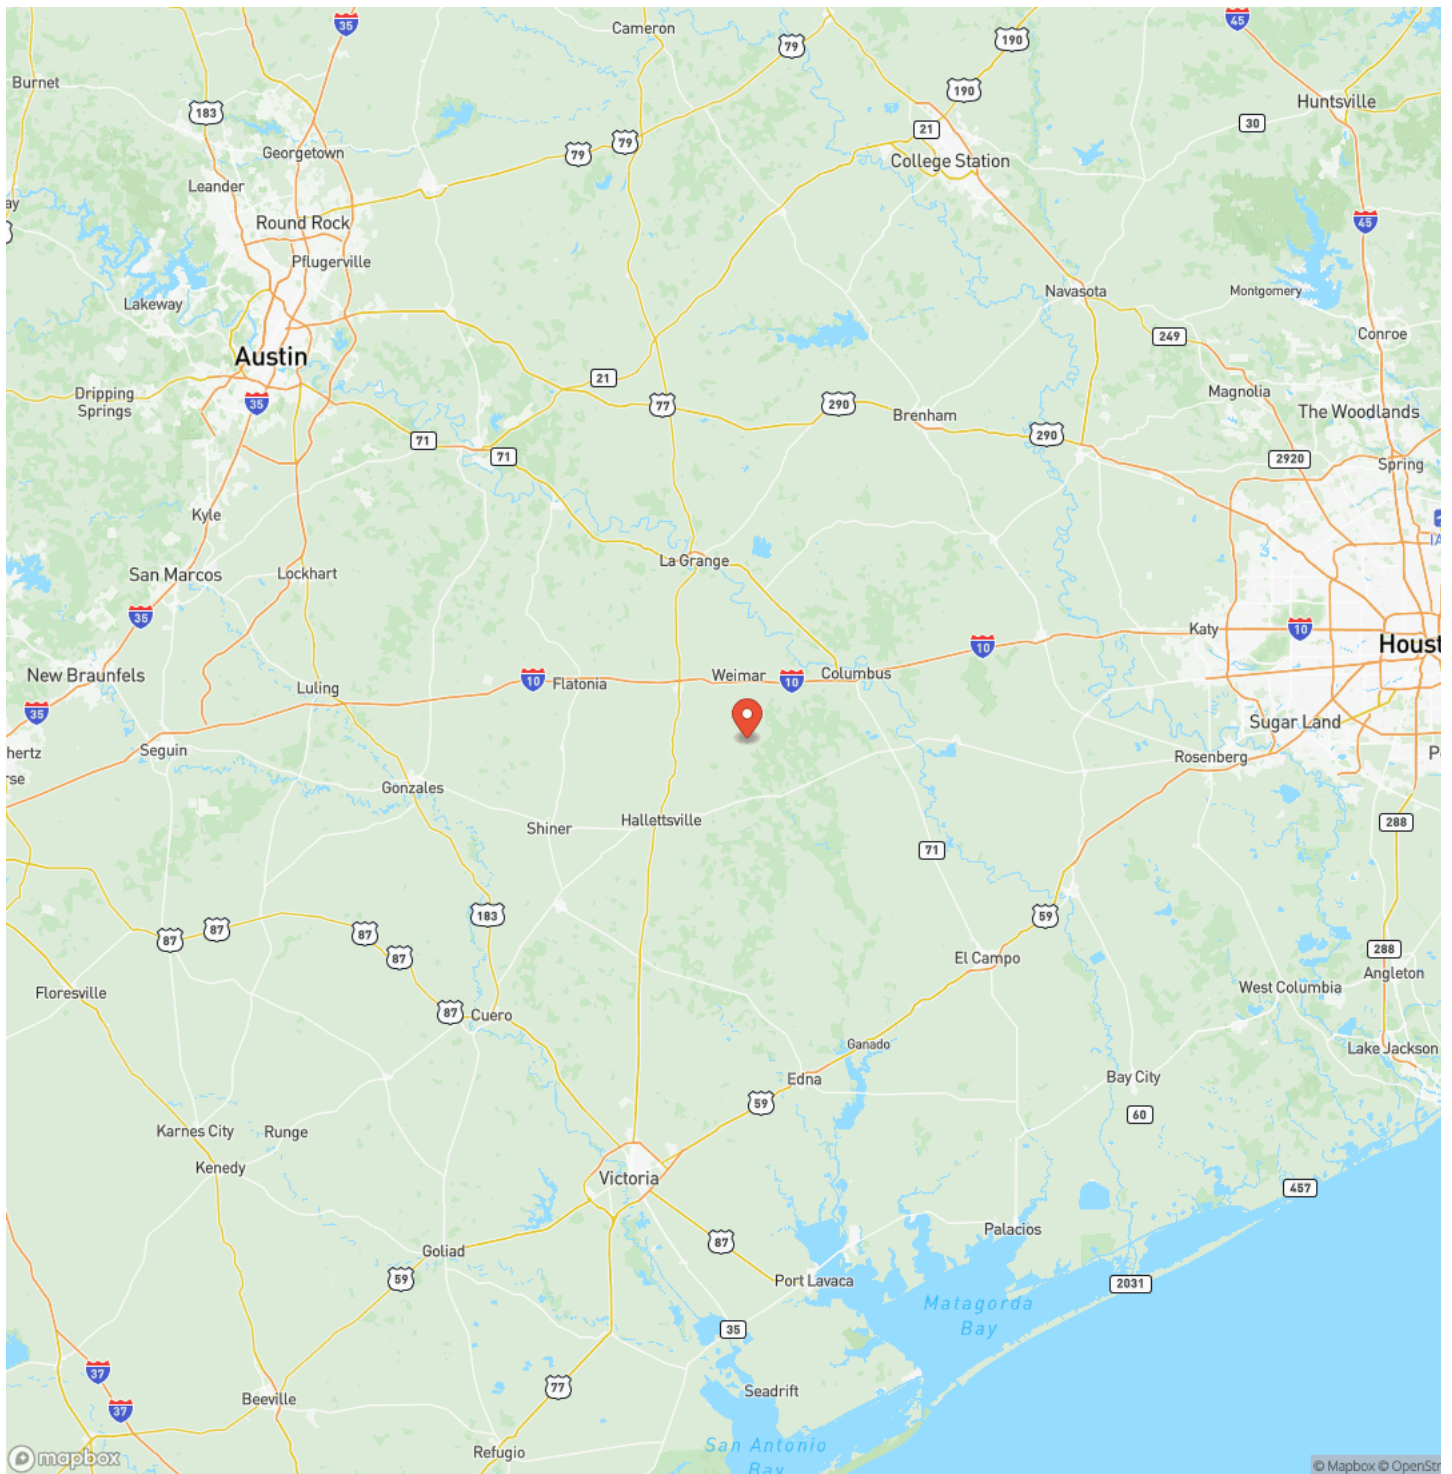 35
Cameron
79
190
45
Burnet
183
190
Huntsville
21
30
79
79
Georgetown
College Station
Leander
ay
Round Rock
45
Pflugerville
Lakeway
Navasota
Montgomery
249
Conroe
Austin
21
Dripping
Springs
35
77
290
Brenham
Magnolia
The Woodlands
290
71
71
2920
Spring
Kyle
IA
La Grange
San Marcos
Lockhart
35
10
Katy
10
Houst
New Braunfels
10
Flatonia
Weimar
10
Columbus
Luling
35
Sugar Land
hertz
Seguin
Rosenberg
P
rse
Gonzales
Shiner
Hallettsville
288
71
183
59
87
87
87
87
El Campo
288
Angleton
Floresville
West Columbia
87
Cuero
Ganado
Lake Jackson
Edna
Bay City
59
60
Karnes City
Runge
Kenedy
Victoria
457
Palacios
87
Goliad
59
Port Lavaca
2031
Matagorda
Bay
35
37
77
Seadrift
Beeville
37
Refugio
San Antonio
Bay
mapbox
© Mapbox © OpenStr